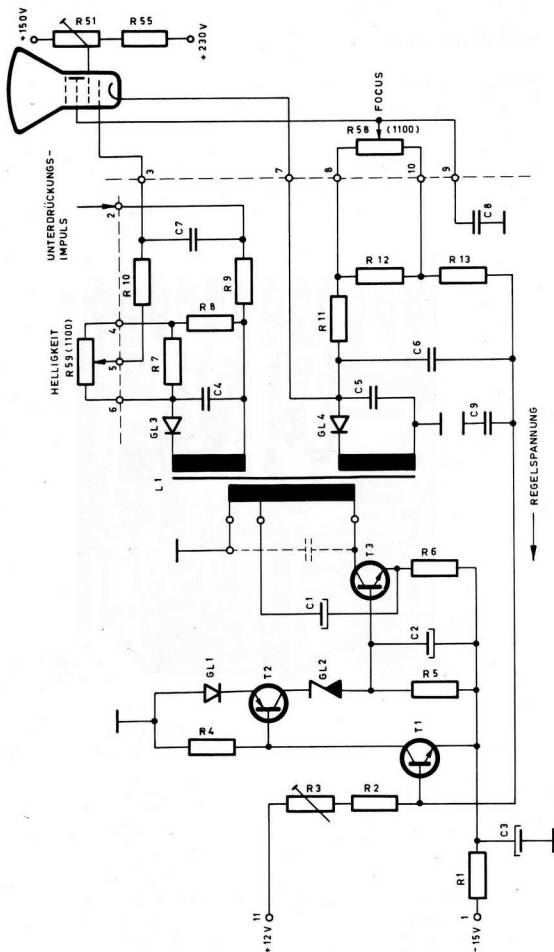 +150V
R51
R55
+230V
UNTERDRÜCKUNGS-
IMPULS
2
3
7
8
10
9
R58 (1100)
FOCUS
C8
HELLIGKEIT
R59 (1100)
6
5
4
R10
C7
R7
R8
R9
C4
GL3
R11
R12
R13
C6
C5
GL4
C9
L1
REGELSPANNUNG
T3
C1
R6
C2
GL1
T2
GL2
R5
R4
T1
R3
R2
C3
R1
+12V
11
-15V
1